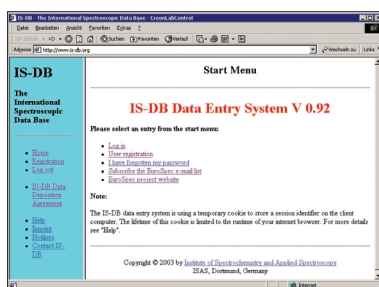 IS-DB - The International Spectroscopic Data Base - CreonLabControl
Datei Bearbeiten Ansicht Favoriten Extras ?
Zurück Suchen Favoriten Verlauf
Adresse http://www.is-db.org Wechseln zu Links
IS-DB
The
International
Spectroscopic
Data Base
Home
Registration
Log out
IS-DB Data
Deposition
Agreement
Help
Imprint
Hotlines
Contact IS-
DB
Start Menu
IS-DB Data Entry System V 0.92
Please select an entry from the start menu:
Log in
User registration
I have forgotten my password
Subscribe the EuroSpec e-mail list
EuroSpec project website
Note:
The IS-DB data entry system is using a temporary cookie to store a session identifier on the client
computer. The lifetime of this cookie is limited to the runtime of your internet browser. For more details
see "Help".
Copyright © 2003 by Institute of Spectrochemistry and Applied Spectroscopy
ISAS, Dortmund, Germany
Internet